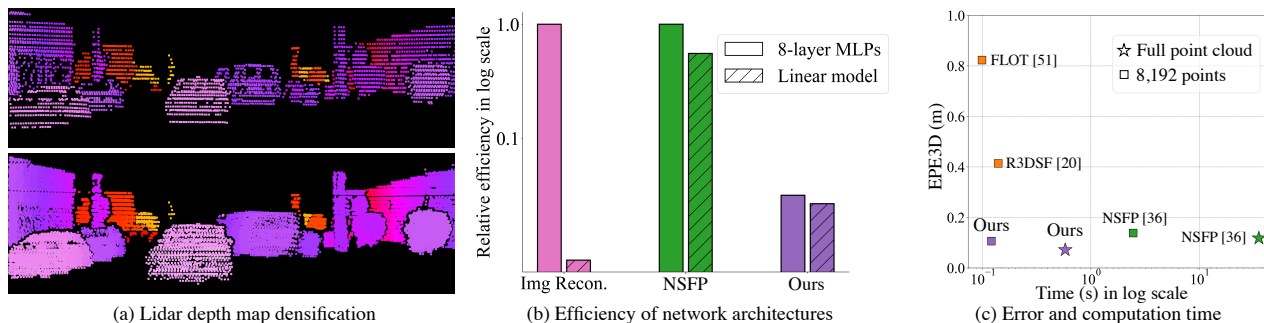 (a) Lidar depth map densification
Relative efficiency in log scale
1.0
0.1
8-layer MLPs
Linear model
Img Recon.
NSFP
Ours
(b) Efficiency of network architectures
EPE3D (m)
1.0
0.8
0.6
0.4
0.2
0.0
Full point cloud
8,192 points
FLOT [51]
R3DSF [20]
NSFP [36]
Ours
Ours
NSFP [36]
10⁻¹
10⁰
10¹
Time (s) in log scale
(c) Error and computation time